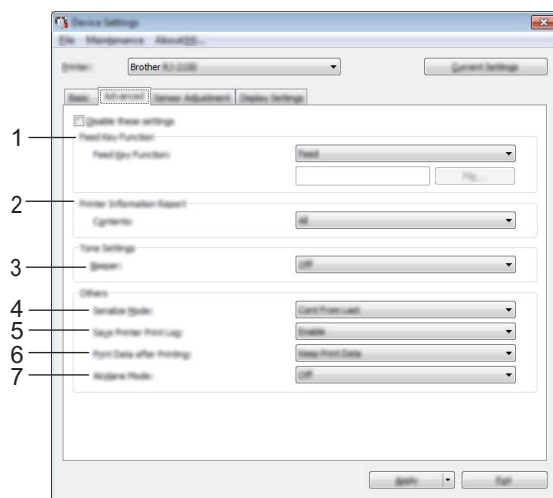 Device Settings
File Maintenance About
Printer: Brother RJ-2150 Current Settings
Basic Advanced Sensor Adjustment Display Settings
Disable these settings
1 Feed Key Function
Feed Key Function: Feed
File...
2 Printer Information Report
Contents: All
Tone Settings
3 Beeper: Off
Others
4 Serialize Mode: Cont From Last
5 Save Printer Print Log: Enable
6 Print Data after Printing: Keep Print Data
7 Airplane Mode: Off
Apply Exit